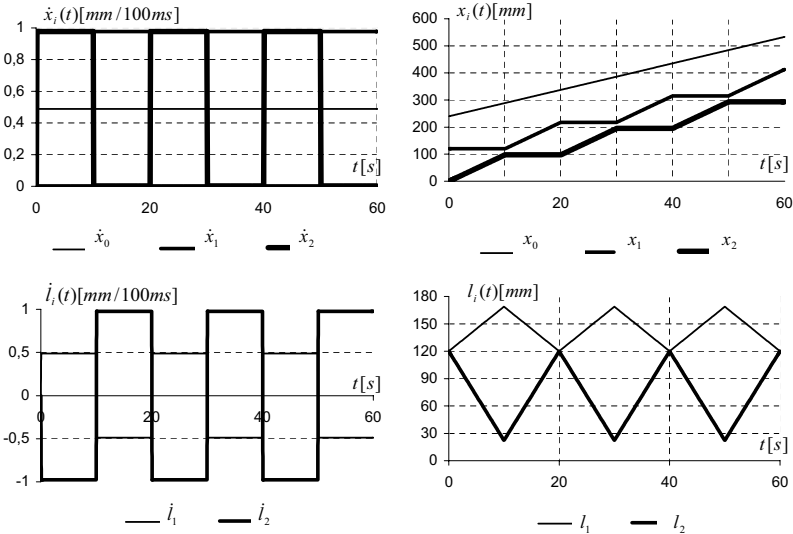 ẋᵢ(t)[mm/100ms]
1
0,8
0,6
0,4
0,2
0
t[s]
0 20 40 60
ẋ₀ ẋ₁ ẋ₂
xᵢ(t)[mm]
600
500
400
300
200
100
0
t[s]
0 10 20 30 40 50 60
x₀ x₁ x₂
l̇ᵢ(t)[mm/100ms]
1
0,5
0
-0,5
-1
t[s]
0 20 40 60
l̇₁ l̇₂
lᵢ(t)[mm]
180
150
120
90
60
30
0
t[s]
0 20 40 60
l₁ l₂